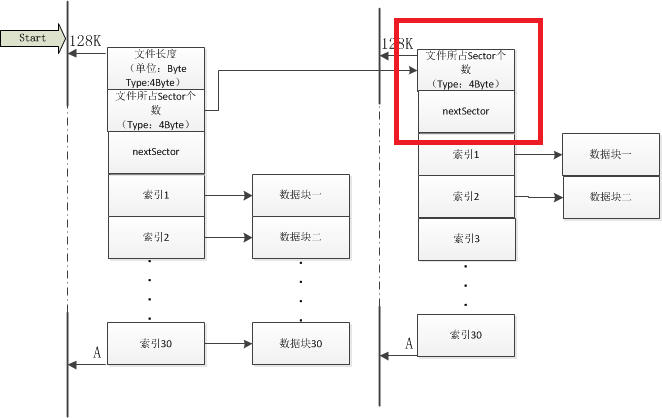 Start
128K
文件长度
（单位：Byte
Type:4Byte）
文件所占Sector个
数
（Type：4Byte）
nextSector
索引1
数据块一
索引2
数据块二
索引30
数据块30
A
128K
文件所占Sector个
数
（Type：4Byte）
nextSector
索引1
数据块一
索引2
数据块二
索引3
索引30
A